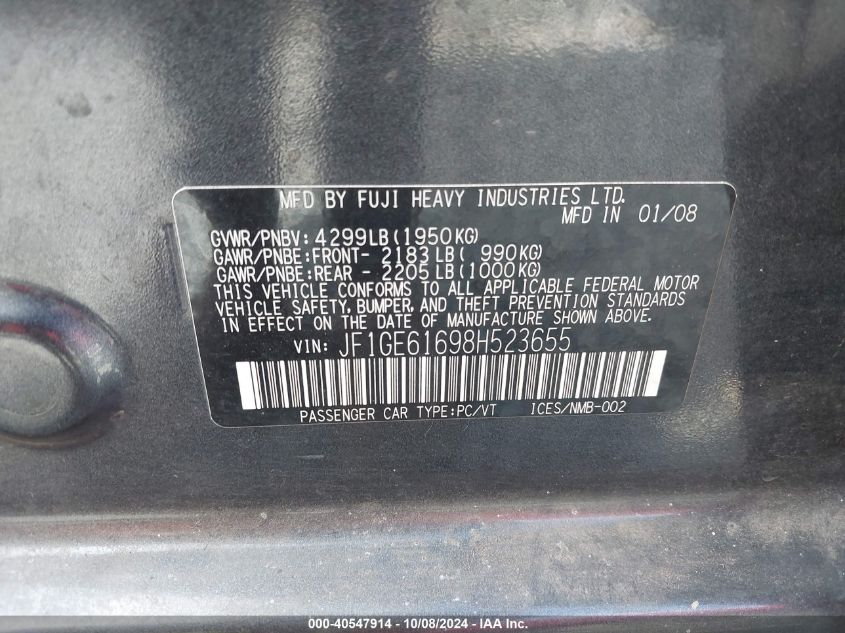 MFD BY FUJI HEAVY INDUSTRIES LTD.
MFD IN 01/08
GVWR/PNBV: 4299LB(1950KG)
GAWR/PNBE:FRONT- 2183LB( 990KG)
GAWR/PNBE:REAR - 2205LB(1000KG)
THIS VEHICLE CONFORMS TO ALL APPLICABLE FEDERAL MOTOR
VEHICLE SAFETY, BUMPER, AND THEFT PREVENTION STANDARDS
IN EFFECT ON THE DATE OF MANUFACTURE SHOWN ABOVE.
VIN: JF1GE61698H523655
PASSENGER CAR TYPE:PC/VT ICES/NMB-002
000-40547914 - 10/08/2024 - IAA Inc.